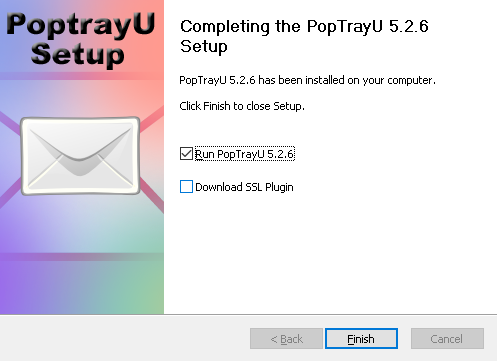 PoptrayU
Setup
Completing the PopTrayU 5.2.6
Setup
PopTrayU 5.2.6 has been installed on your computer.
Click Finish to close Setup.
Run PopTrayU 5.2.6
Download SSL Plugin
< Back
Finish
Cancel